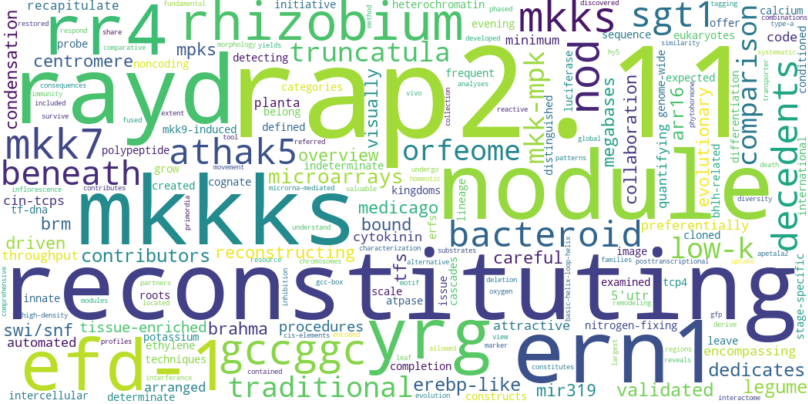 recapitulate
initiative
heterochromatin
phased
evening
calcium
tagging
type-a
combinations
fundamental
restored
share
comparative
respond
probe
method
developed
morphology
yields
discovered
rr4
rhizobium
mkks
sgt1
offer
code
conditioned
condensation
centromere
mpks
truncatula
detecting
minimum
sequence
eukaryotes
hy5
similarity
systematic
transporter
noncoding
planta
frequent
analyses
vivo
categories
belong
defined
visually
luciferase
nod
megabases
arr16
comparison
expected
raydrap2.11
mkk-mpk
distinguished
collaboration
quantifying
genome-wide
evolutionary
differentiation
phytohormone
bhlh-related
consequences
immunity
included
survive
extent
fused
tool
referred
movement
collection
reactive
global
patterns
undergo
homeotic
mkk9-induced
polypeptide
mkk7
athak5
overview
indeterminate
orfeome
decedents
international
stage-specific
death
diversity
beneath
microarrays
kingdoms
lineage
preferentially
inflorescence
contributes
grow
created
cognate
microrna-mediated
valuable
understand
primordia
cin-tcps
tf-dna
brm
medicago
bound
cytokinin
erfs
tfs
nodule
cloned
mkkks
driven
contributors
reconstructing
bacteroid
careful
image
low-k
apetala2
uptake
throughput
resource
chromosomes
characterization
substrates
alternative
families
posttranscriptional
scale
issue
atpase
cascades
examined
tcp4
5'utr
remodeling
basic-helix-loop-helix
reconstituting
comprehensive
innate
roots
partners
located
modules
gcc-box
motif
deletion
oxygen
inhibition
gfp
derive
high-density
swi/snf
brahma
procedures
cis-elements
encoded
view
marker
attractive
nitrogen-fixing
leave
encompassing
tissue-enriched
potassium
automated
ethylene
techniques
profiles
interference
leaf
allowed
completion
constitutes
largest
regions
reveals
dedicates
efd-1
gccggc
yrg
ern1
arranged
contained
evolution
intercellular
determinate
traditional
erebp-like
constructs
mir319
validated
interactome
legume